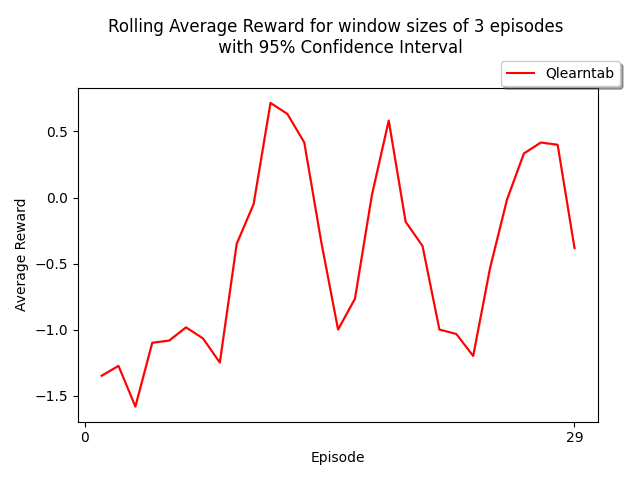 Rolling Average Reward for window sizes of 3 episodes
with 95% Confidence Interval
Qlearntab
0.5
0.0
−0.5
−1.0
−1.5
Average Reward
0
29
Episode